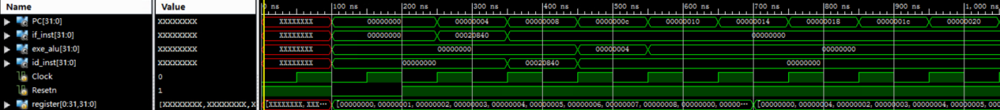 Name Value 0 ns 100 ns 200 ns 300 ns 400 ns 500 ns 600 ns 700 ns 800 ns 900 ns 1,000 ns
PC[31:0] XXXXXXXX XXXXXXXX 00000000 00000004 00000008 0000000c 00000010 00000014 00000018 0000001c 00000020
if_inst[31:0] XXXXXXXX XXXXXXXX 00000000 00020840 00000000
exe_alu[31:0] XXXXXXXX XXXXXXXX 00000000 00000004 00000000
id_inst[31:0] XXXXXXXX XXXXXXXX 00000000 00020840 00000000
Clock 0
Resetn 1
register[0:31,31:0] [XXXXXXXX,XXXXXXXX,X [XXXXXXXX, XXX··· [00000000, 00000001, 00000002, 00000003, 00000004, 00000005, 00000006, 00000007, 00000008, 00000000, 00000··· [00000000, 00000004, 00000002, 00000003, 00000004, 00000005,